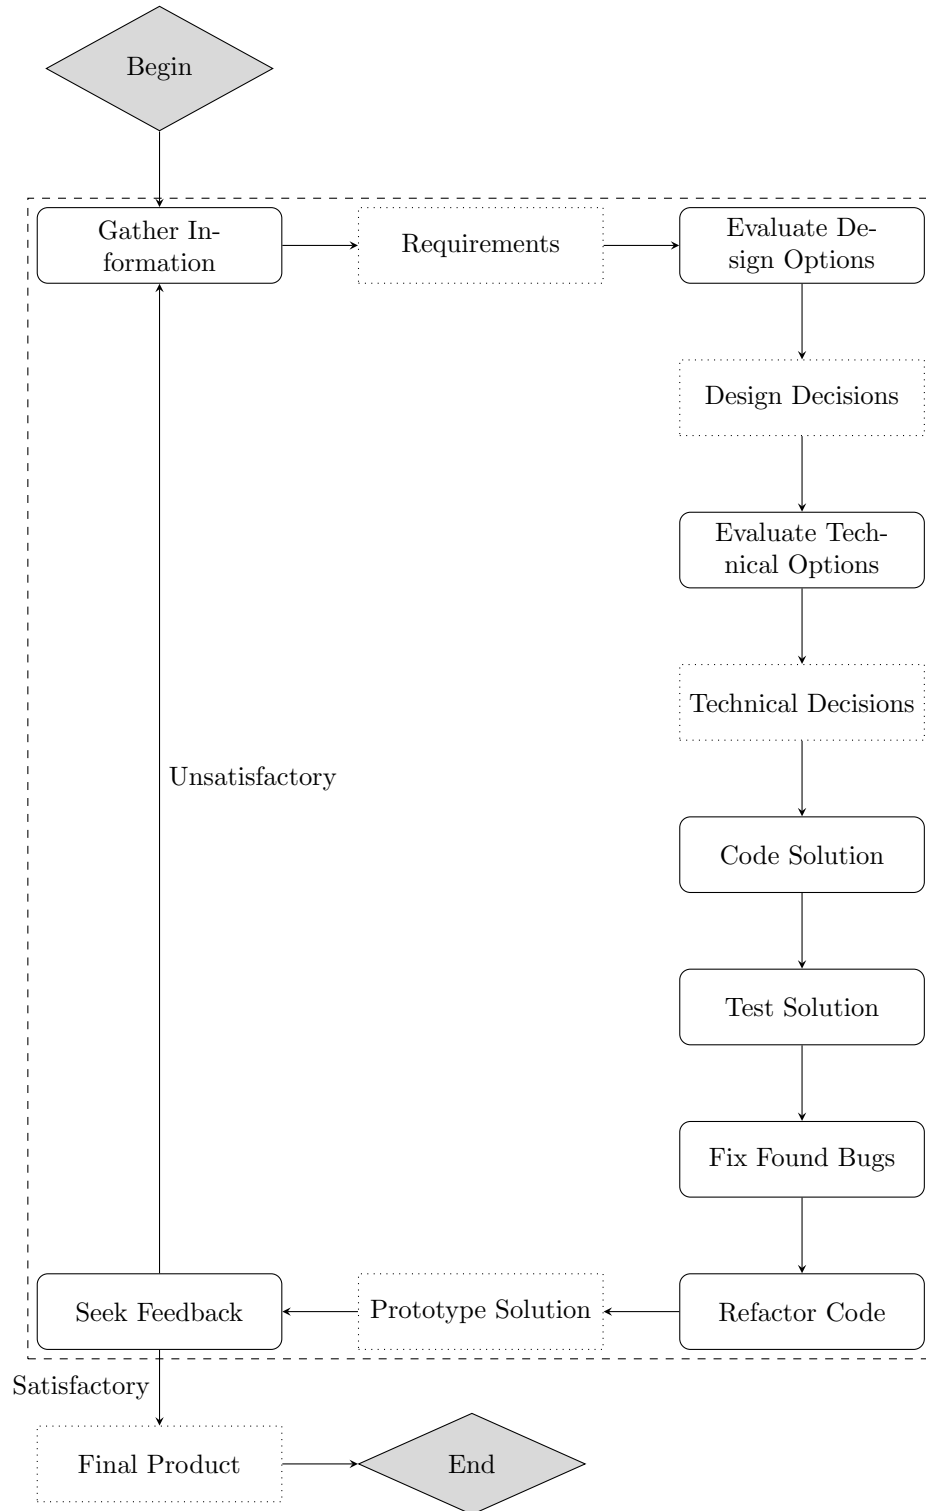 Begin
Gather In-
formation
Requirements
Evaluate De-
sign Options
Design Decisions
Evaluate Tech-
nical Options
Technical Decisions
Unsatisfactory
Code Solution
Test Solution
Fix Found Bugs
Seek Feedback
Prototype Solution
Refactor Code
Satisfactory
Final Product
End